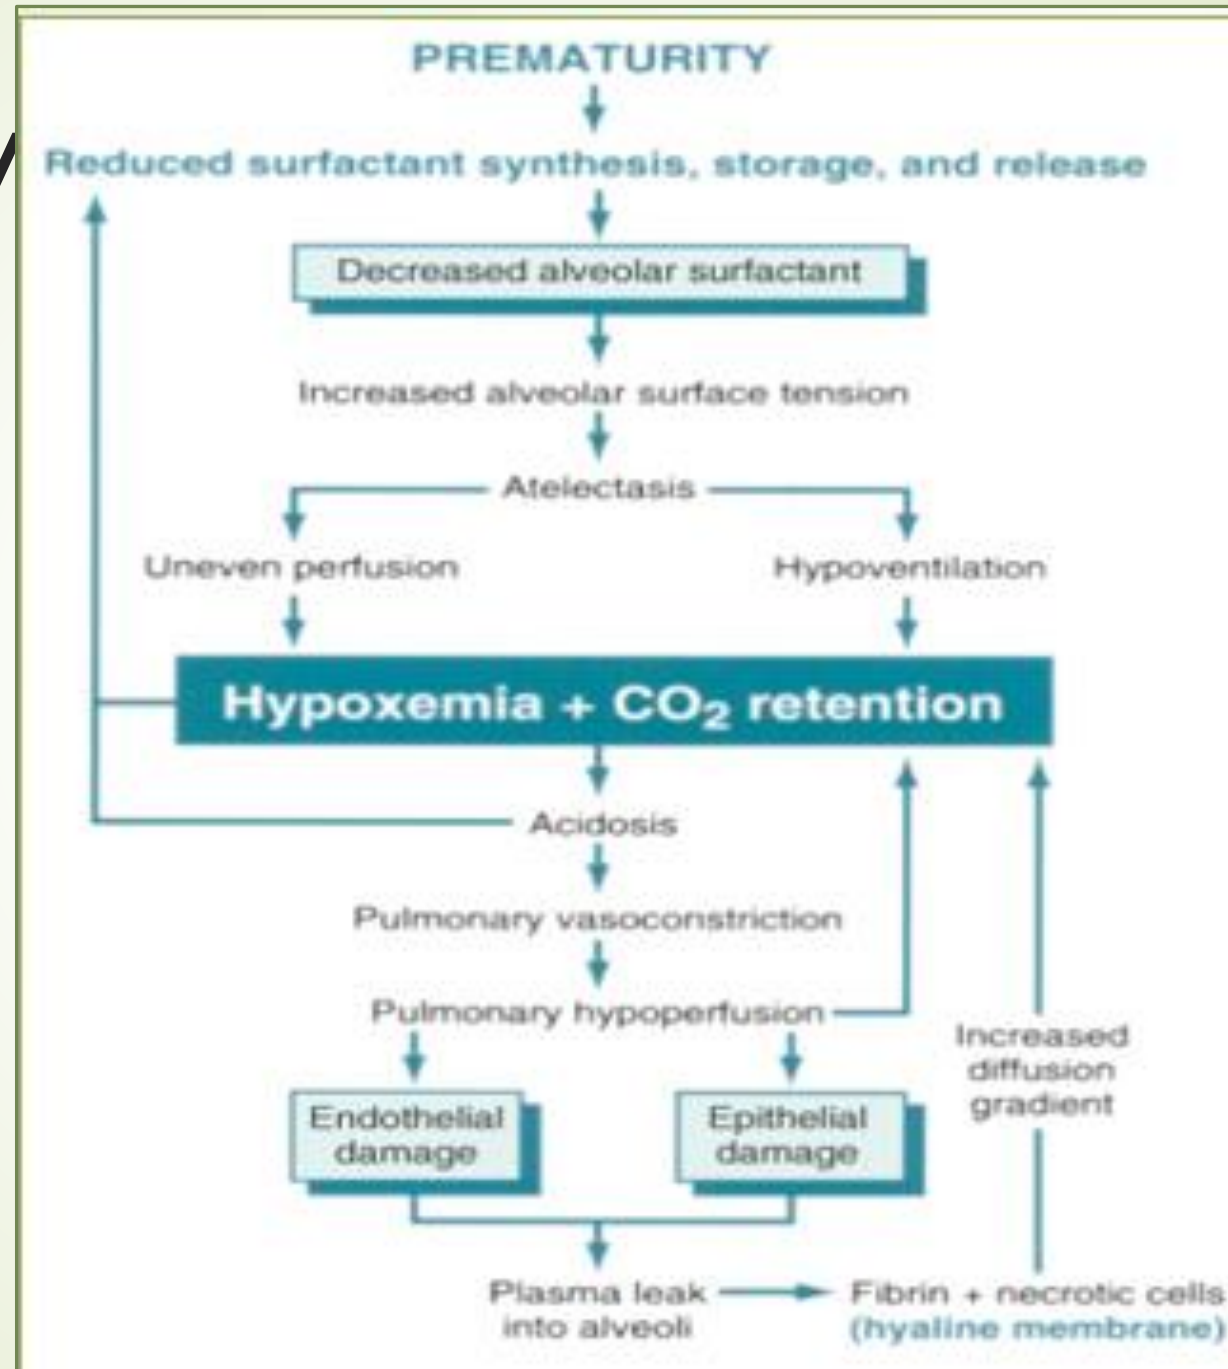 PREMATURITY
Reduced surfactant synthesis, storage, and release
Decreased alveolar surfactant
Increased alveolar surface tension
Atelectasis
Uneven perfusion
Hypoventilation
Hypoxemia + CO₂ retention
Acidosis
Pulmonary vasoconstriction
Pulmonary hypoperfusion
Increased
diffusion
gradient
Endothelial
damage
Epithelial
damage
Plasma leak
into alveoli
Fibrin + necrotic cells
(hyaline membrane)